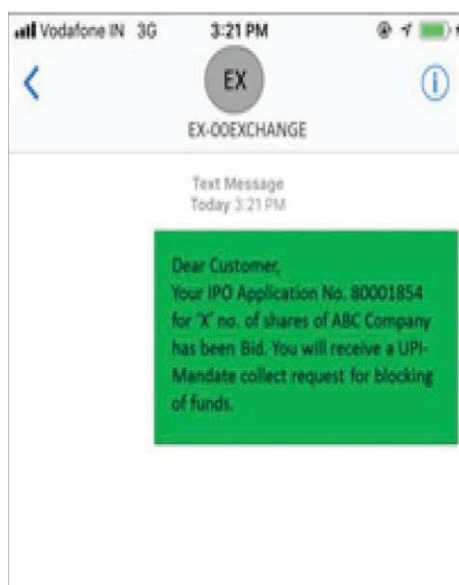 Vodafone IN 3G 3:21 PM
EX
EX-00EXCHANGE
Text Message
Today 3:21 PM
Dear Customer,
Your IPO Application No. 80001854
for 'X' no. of shares of ABC Company
has been Bid. You will receive a UPI-
Mandate collect request for blocking
of funds.